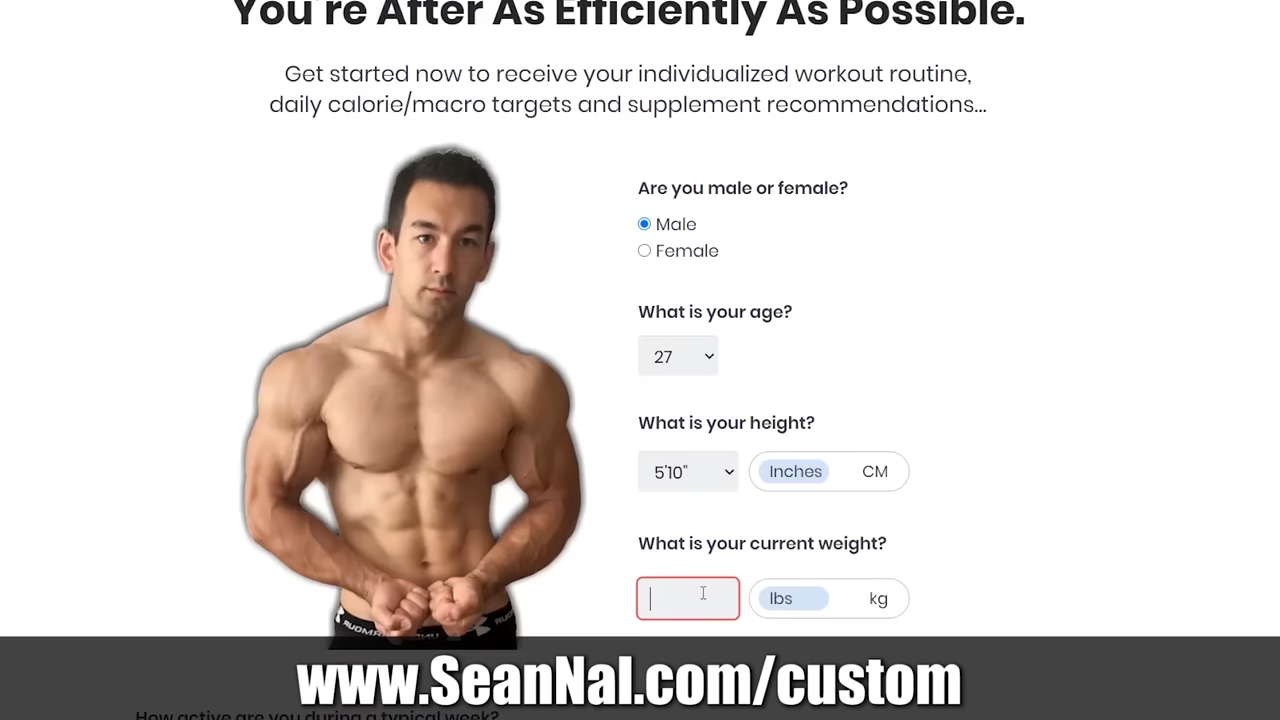 You're After As Efficiently As Possible.
Get started now to receive your individualized workout routine,
daily calorie/macro targets and supplement recommendations...
Are you male or female?
Male
Female
What is your age?
27
What is your height?
5'10"
Inches
CM
What is your current weight?
lbs
kg
www.SeanNal.com/custom
How active are you during a typical week?